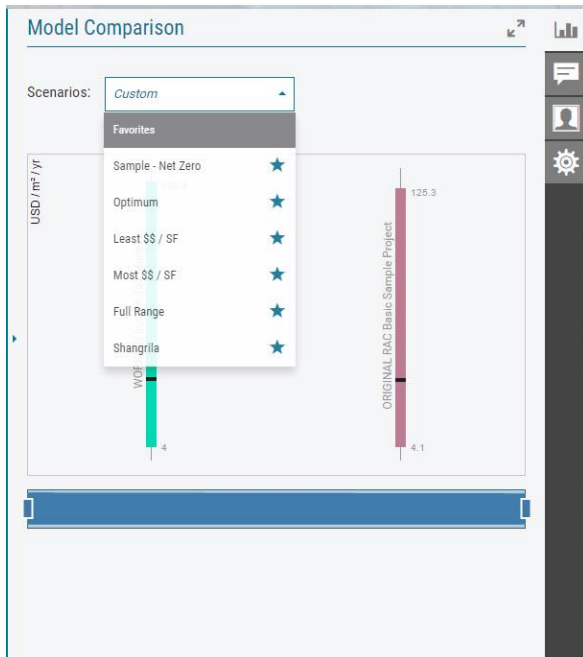 Model Comparison
Scenarios:
Custom
Favorites
Sample - Net Zero
Optimum
Least $$ / SF
Most $$ / SF
Full Range
Shangrila
USD / m² / yr
4
ORIGINAL RAC Basic Sample Project
125.3
4.1